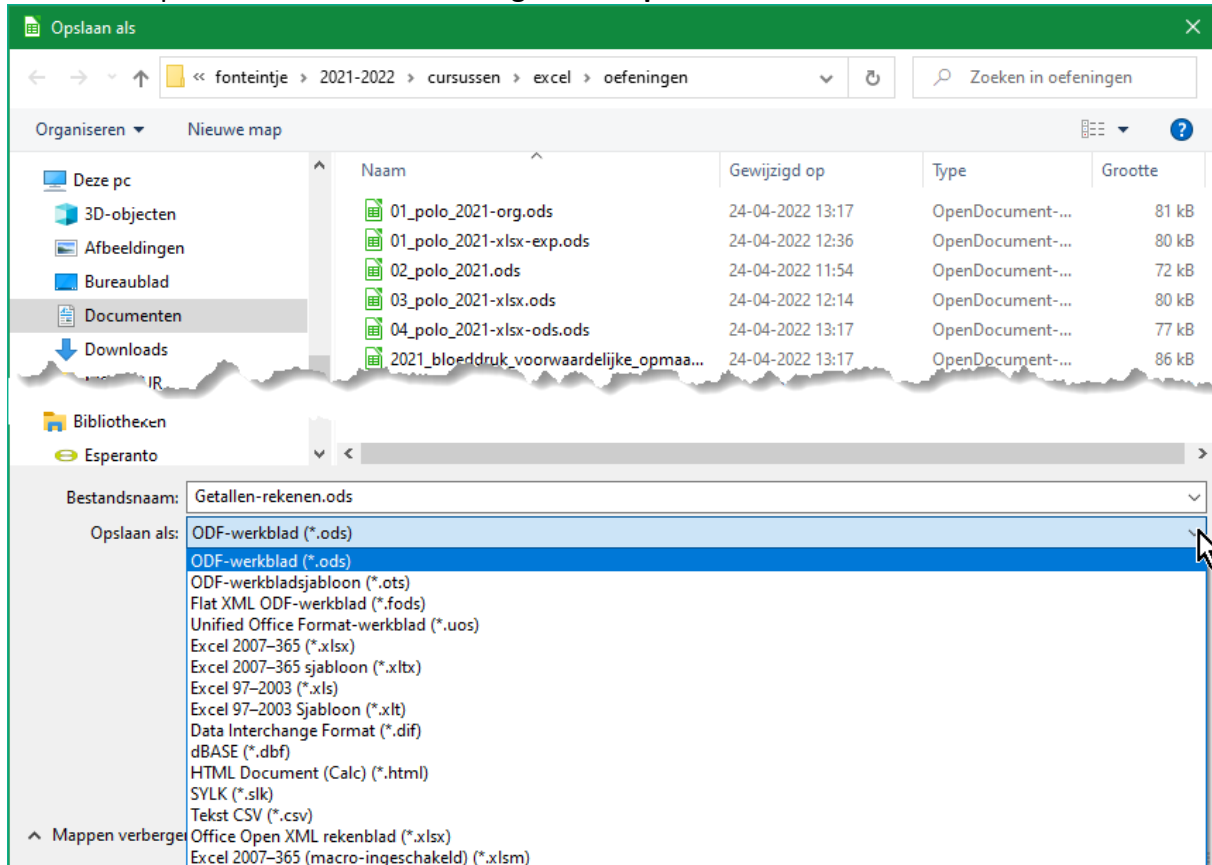 Opslaan als
« fonteintje › 2021-2022 › cursussen › excel › oefeningen
Zoeken in oefeningen
Organiseren
Nieuwe map
Naam
Gewijzigd op
Type
Grootte
Deze pc
3D-objecten
Afbeeldingen
Bureaublad
Documenten
Downloads
Bibliotheken
Esperanto
01_polo_2021-org.ods 24-04-2022 13:17 OpenDocument-... 81 kB
01_polo_2021-xlsx-exp.ods 24-04-2022 12:36 OpenDocument-... 80 kB
02_polo_2021.ods 24-04-2022 11:54 OpenDocument-... 72 kB
03_polo_2021-xlsx.ods 24-04-2022 12:14 OpenDocument-... 80 kB
04_polo_2021-xlsx-ods.ods 24-04-2022 13:17 OpenDocument-... 77 kB
2021_bloeddruk_voorwaardelijke_opmaa... 24-04-2022 13:17 OpenDocument-... 86 kB
Bestandsnaam: Getallen-rekenen.ods
Opslaan als: ODF-werkblad (*.ods)
ODF-werkblad (*.ods)
ODF-werkbladsjabloon (*.ots)
Flat XML ODF-werkblad (*.fods)
Unified Office Format-werkblad (*.uos)
Excel 2007–365 (*.xlsx)
Excel 2007–365 sjabloon (*.xltx)
Excel 97–2003 (*.xls)
Excel 97–2003 Sjabloon (*.xlt)
Data Interchange Format (*.dif)
dBASE (*.dbf)
HTML Document (Calc) (*.html)
SYLK (*.slk)
Tekst CSV (*.csv)
Mappen verberge
Office Open XML rekenblad (*.xlsx)
Excel 2007–365 (macro-ingeschakeld) (*.xlsm)